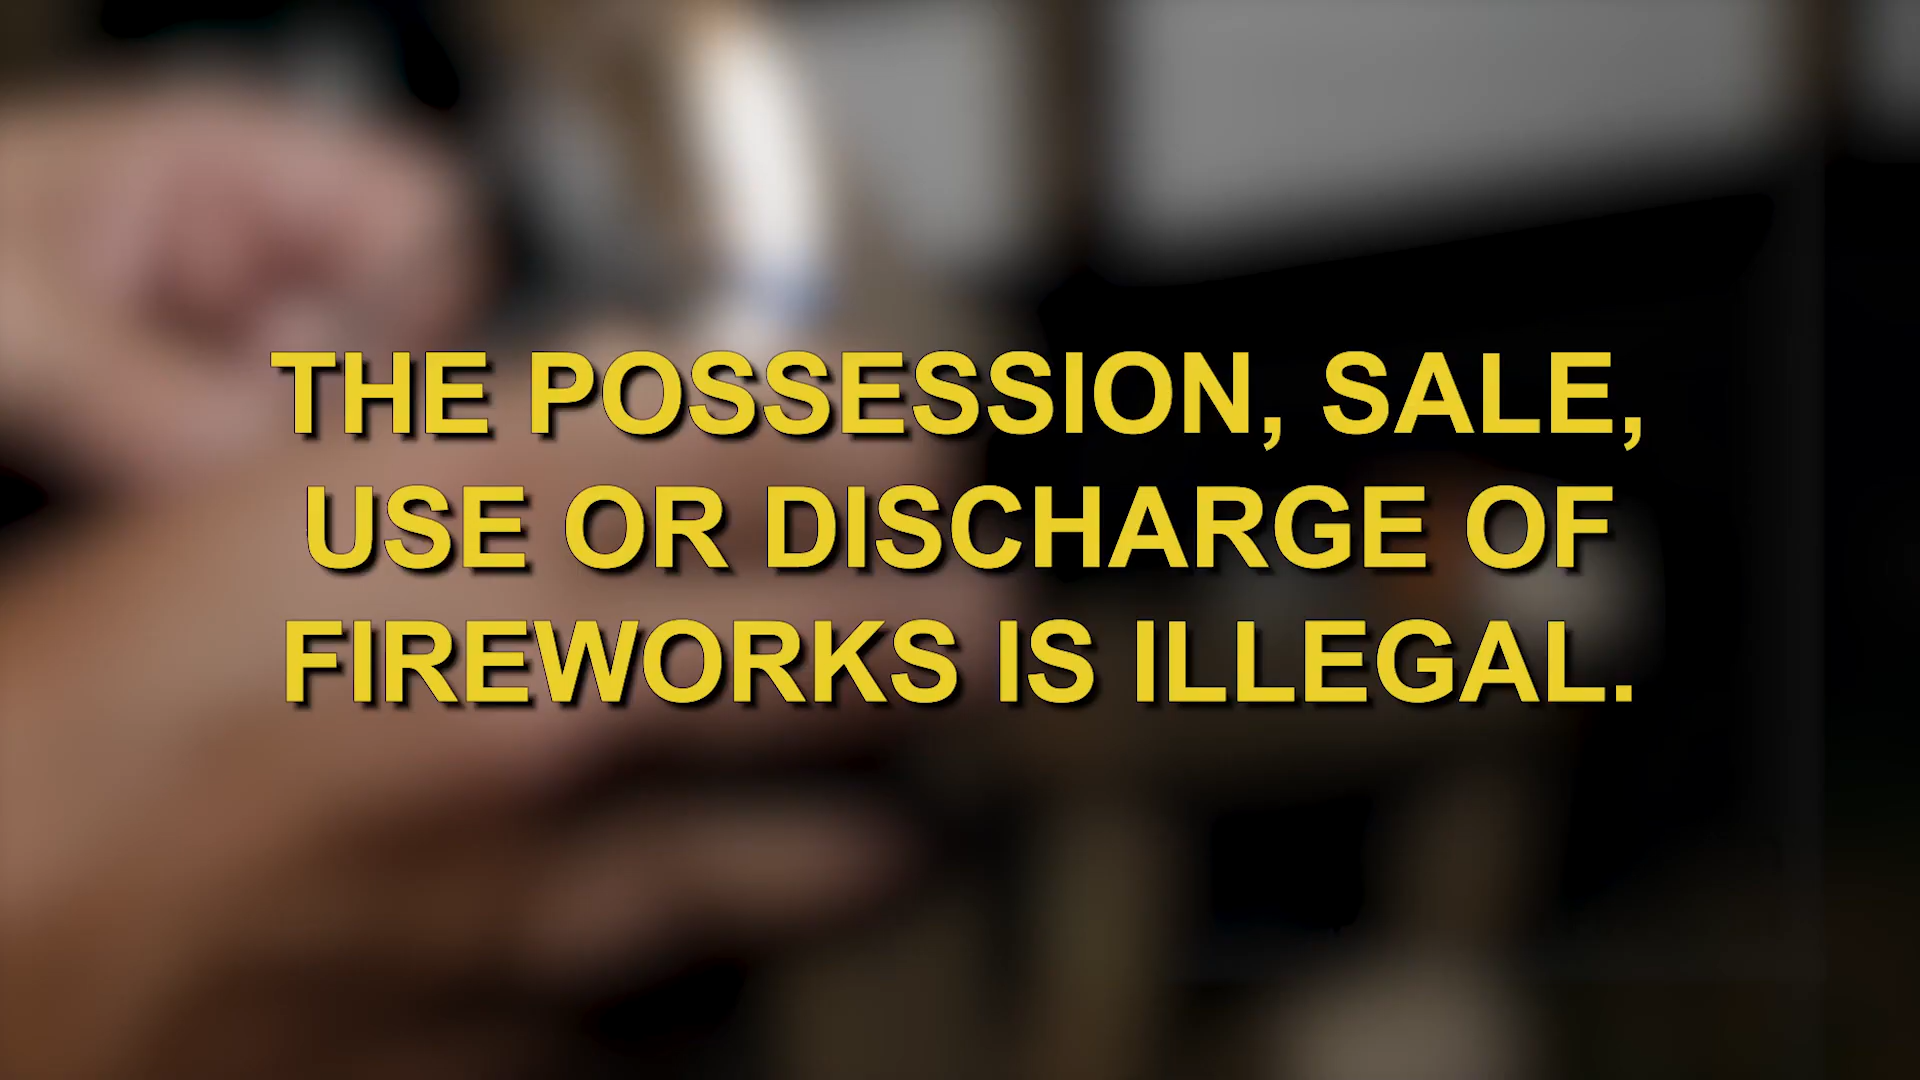 THE POSSESSION, SALE,
USE OR DISCHARGE OF
FIREWORKS IS ILLEGAL.